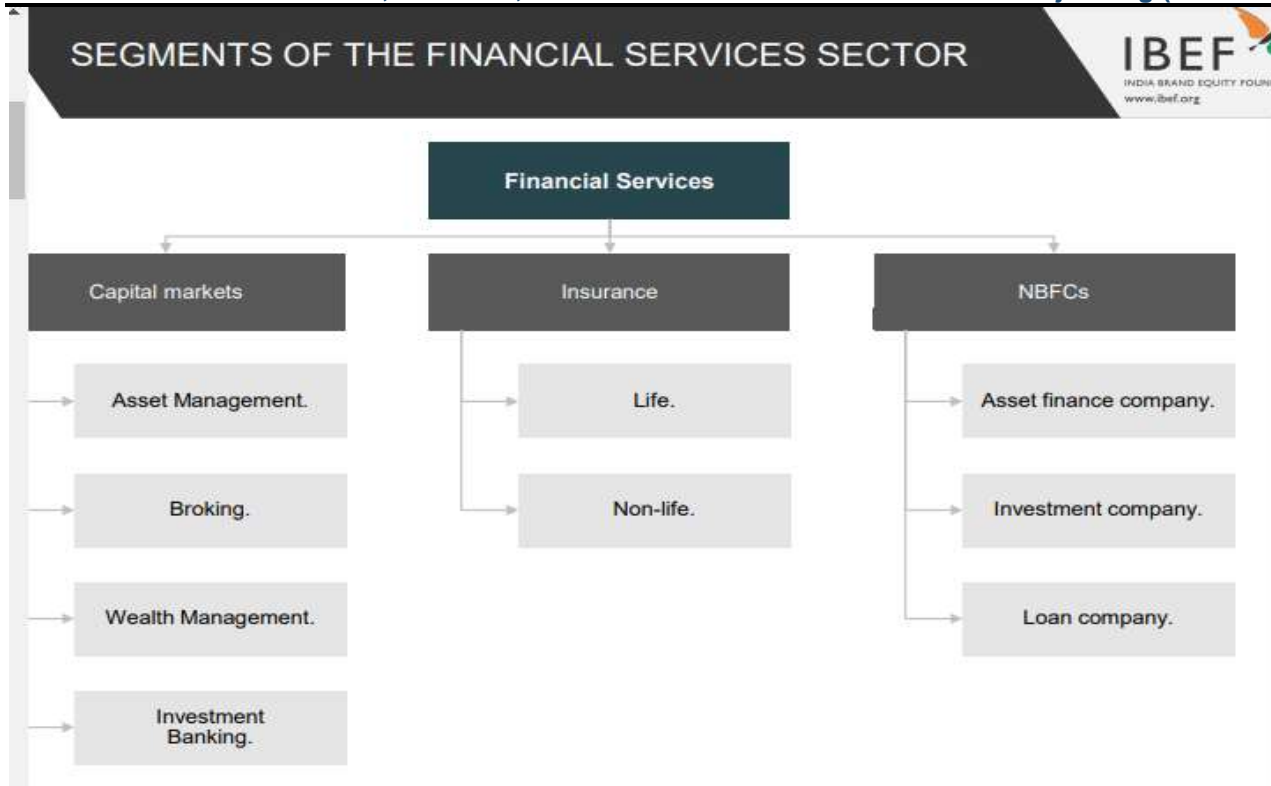 SEGMENTS OF THE FINANCIAL SERVICES SECTOR
IBEF
INDIA BRAND EQUITY
www.ibef.org
Financial Services
Capital markets
Insurance
NBFCs
Asset Management.
Life.
Asset finance company.
Broking.
Non-life.
Investment company.
Wealth Management.
Loan company.
Investment
Banking.